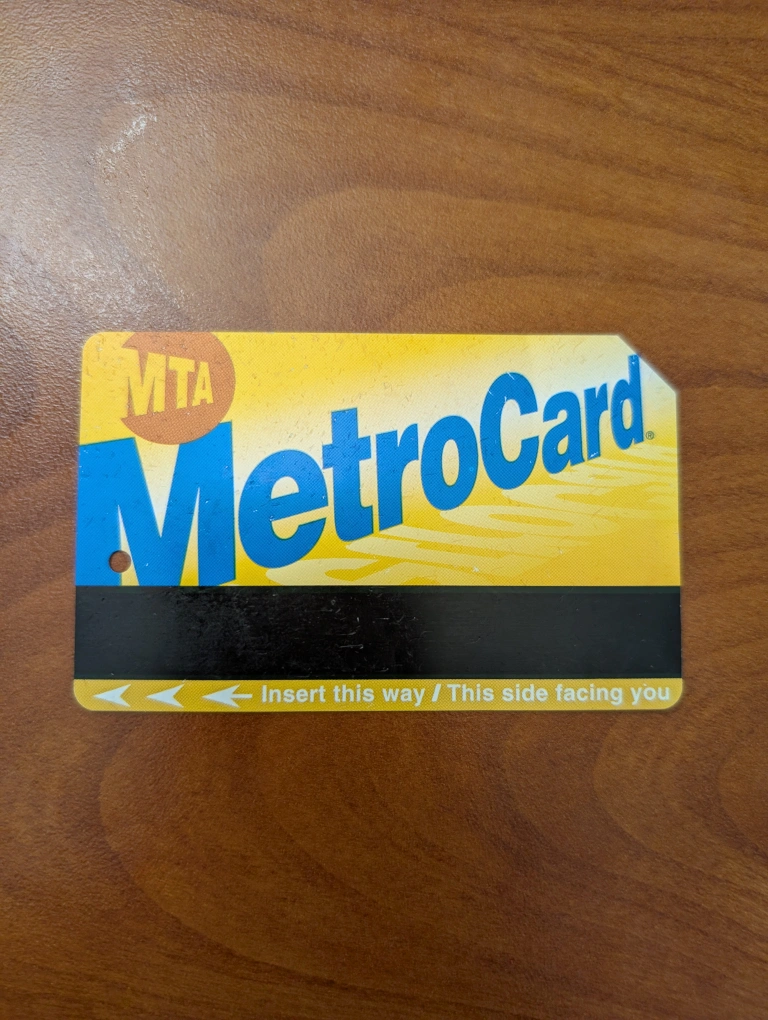 MTA
MetroCard®
Insert this way / This side facing you